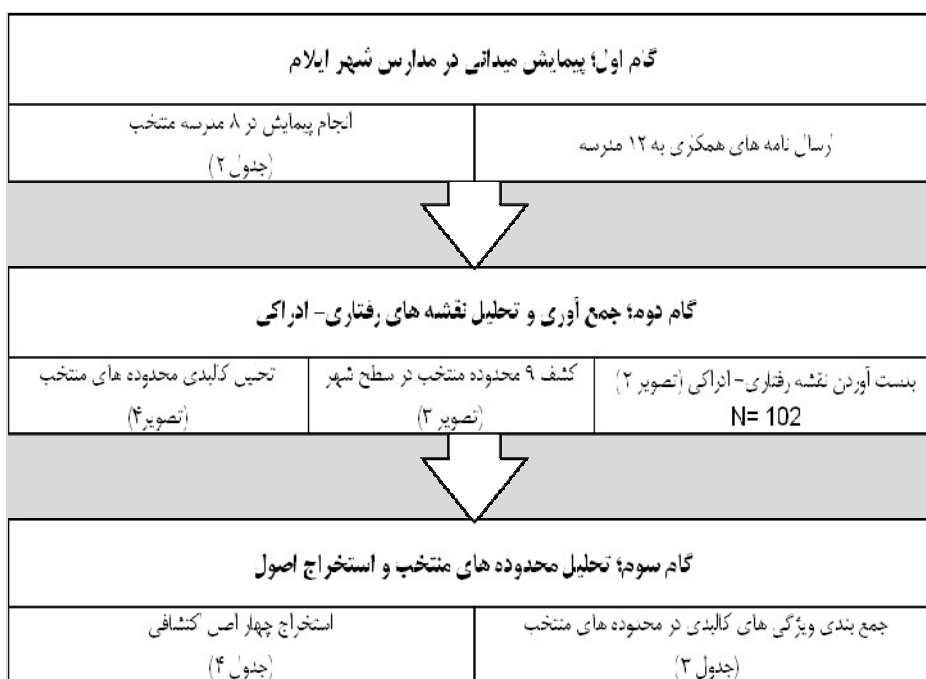 گام اول؛ پیمایش میدانی در مدارس شهر ایلام
ارسال نامه های همکاری به ۱۲ مدرسه
انجام پیمایش در ۸ مدرسه منتخب
(جدول ۲)
گام دوم؛ جمع آوری و تحلیل نقشه های رفتاری- ادراکی
بدست آوردن نقشه رفتاری- ادراکی (تصویر ۲)
N= 102
کشف ۹ محدوده منتخب در سطح شهر
(تصویر ۳)
تحلیل کالبدی محدوده های منتخب
(تصویر۴)
گام سوم؛ تحلیل محدوده های منتخب و استخراج اصول
جمع بندی ویژگی های کالبدی در محدوده های منتخب
(جدول ۳)
استخراج چهار اصل اکتشافی
(جدول ۴)